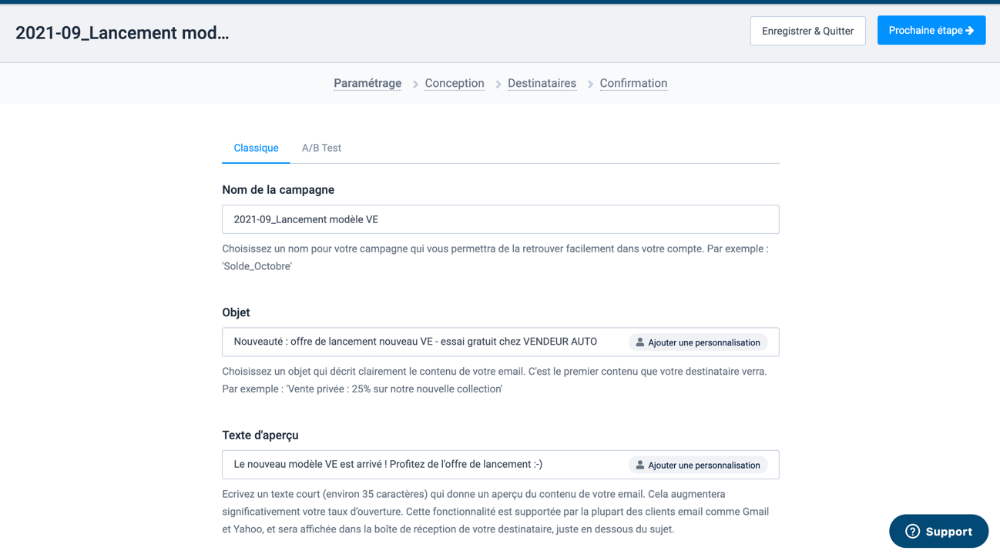 2021-09_Lancement mod...
Enregistrer & Quitter
Prochaine étape
Paramétrage
Conception
Destinataires
Confirmation
Classique
A/B Test
Nom de la campagne
2021-09_Lancement modèle VE
Choisissez un nom pour votre campagne qui vous permettra de la retrouver facilement dans votre compte. Par exemple :
'Solde_Octobre'
Objet
Nouveauté : offre de lancement nouveau VE - essai gratuit chez VENDEUR AUTO
Ajouter une personnalisation
Choisissez un objet qui décrit clairement le contenu de votre email. C'est le premier contenu que votre destinataire verra.
Par exemple : 'Vente privée : 25% sur notre nouvelle collection'
Texte d'aperçu
Le nouveau modèle VE est arrivé ! Profitez de l'offre de lancement :-)
Ajouter une personnalisation
Ecrivez un texte court (environ 35 caractères) qui donne un aperçu du contenu de votre email. Cela augmentera
significativement votre taux d'ouverture. Cette fonctionnalité est supportée par la plupart des clients email comme Gmail
et Yahoo, et sera affichée dans la boîte de réception de votre destinataire, juste en dessous du sujet.
Support